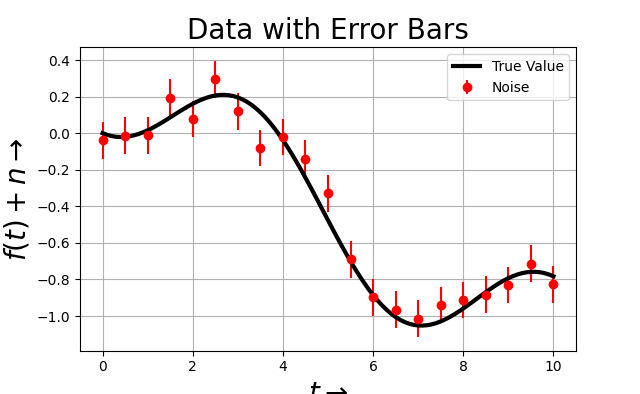 Data with Error Bars
True Value
Noise
f(t) + n →
0.4
0.2
0.0
−0.2
−0.4
−0.6
−0.8
−1.0
0 2 4 6 8 10
t →